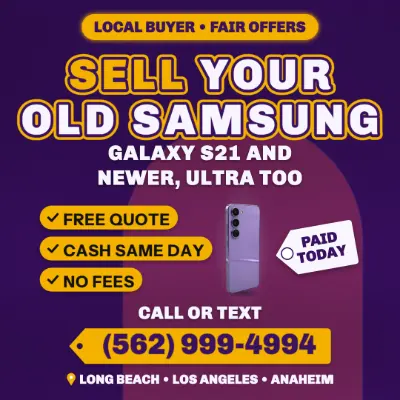 LOCAL BUYER • FAIR OFFERS
SELL YOUR
OLD SAMSUNG
GALAXY S21 AND
NEWER, ULTRA TOO
FREE QUOTE
CASH SAME DAY
NO FEES
PAID
TODAY
CALL OR TEXT
(562) 999-4994
LONG BEACH • LOS ANGELES • ANAHEIM